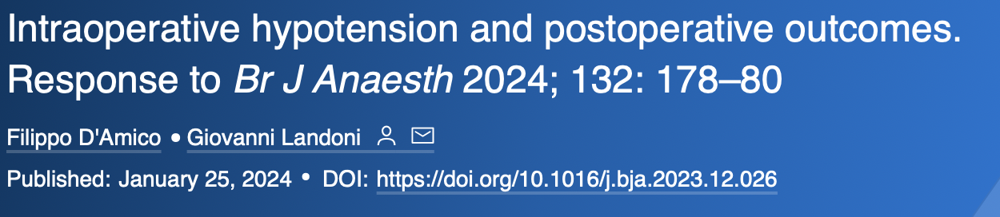 Intraoperative hypotension and postoperative outcomes.
Response to Br J Anaesth 2024; 132: 178–80
Filippo D'Amico • Giovanni Landoni
Published: January 25, 2024 • DOI: https://doi.org/10.1016/j.bja.2023.12.026